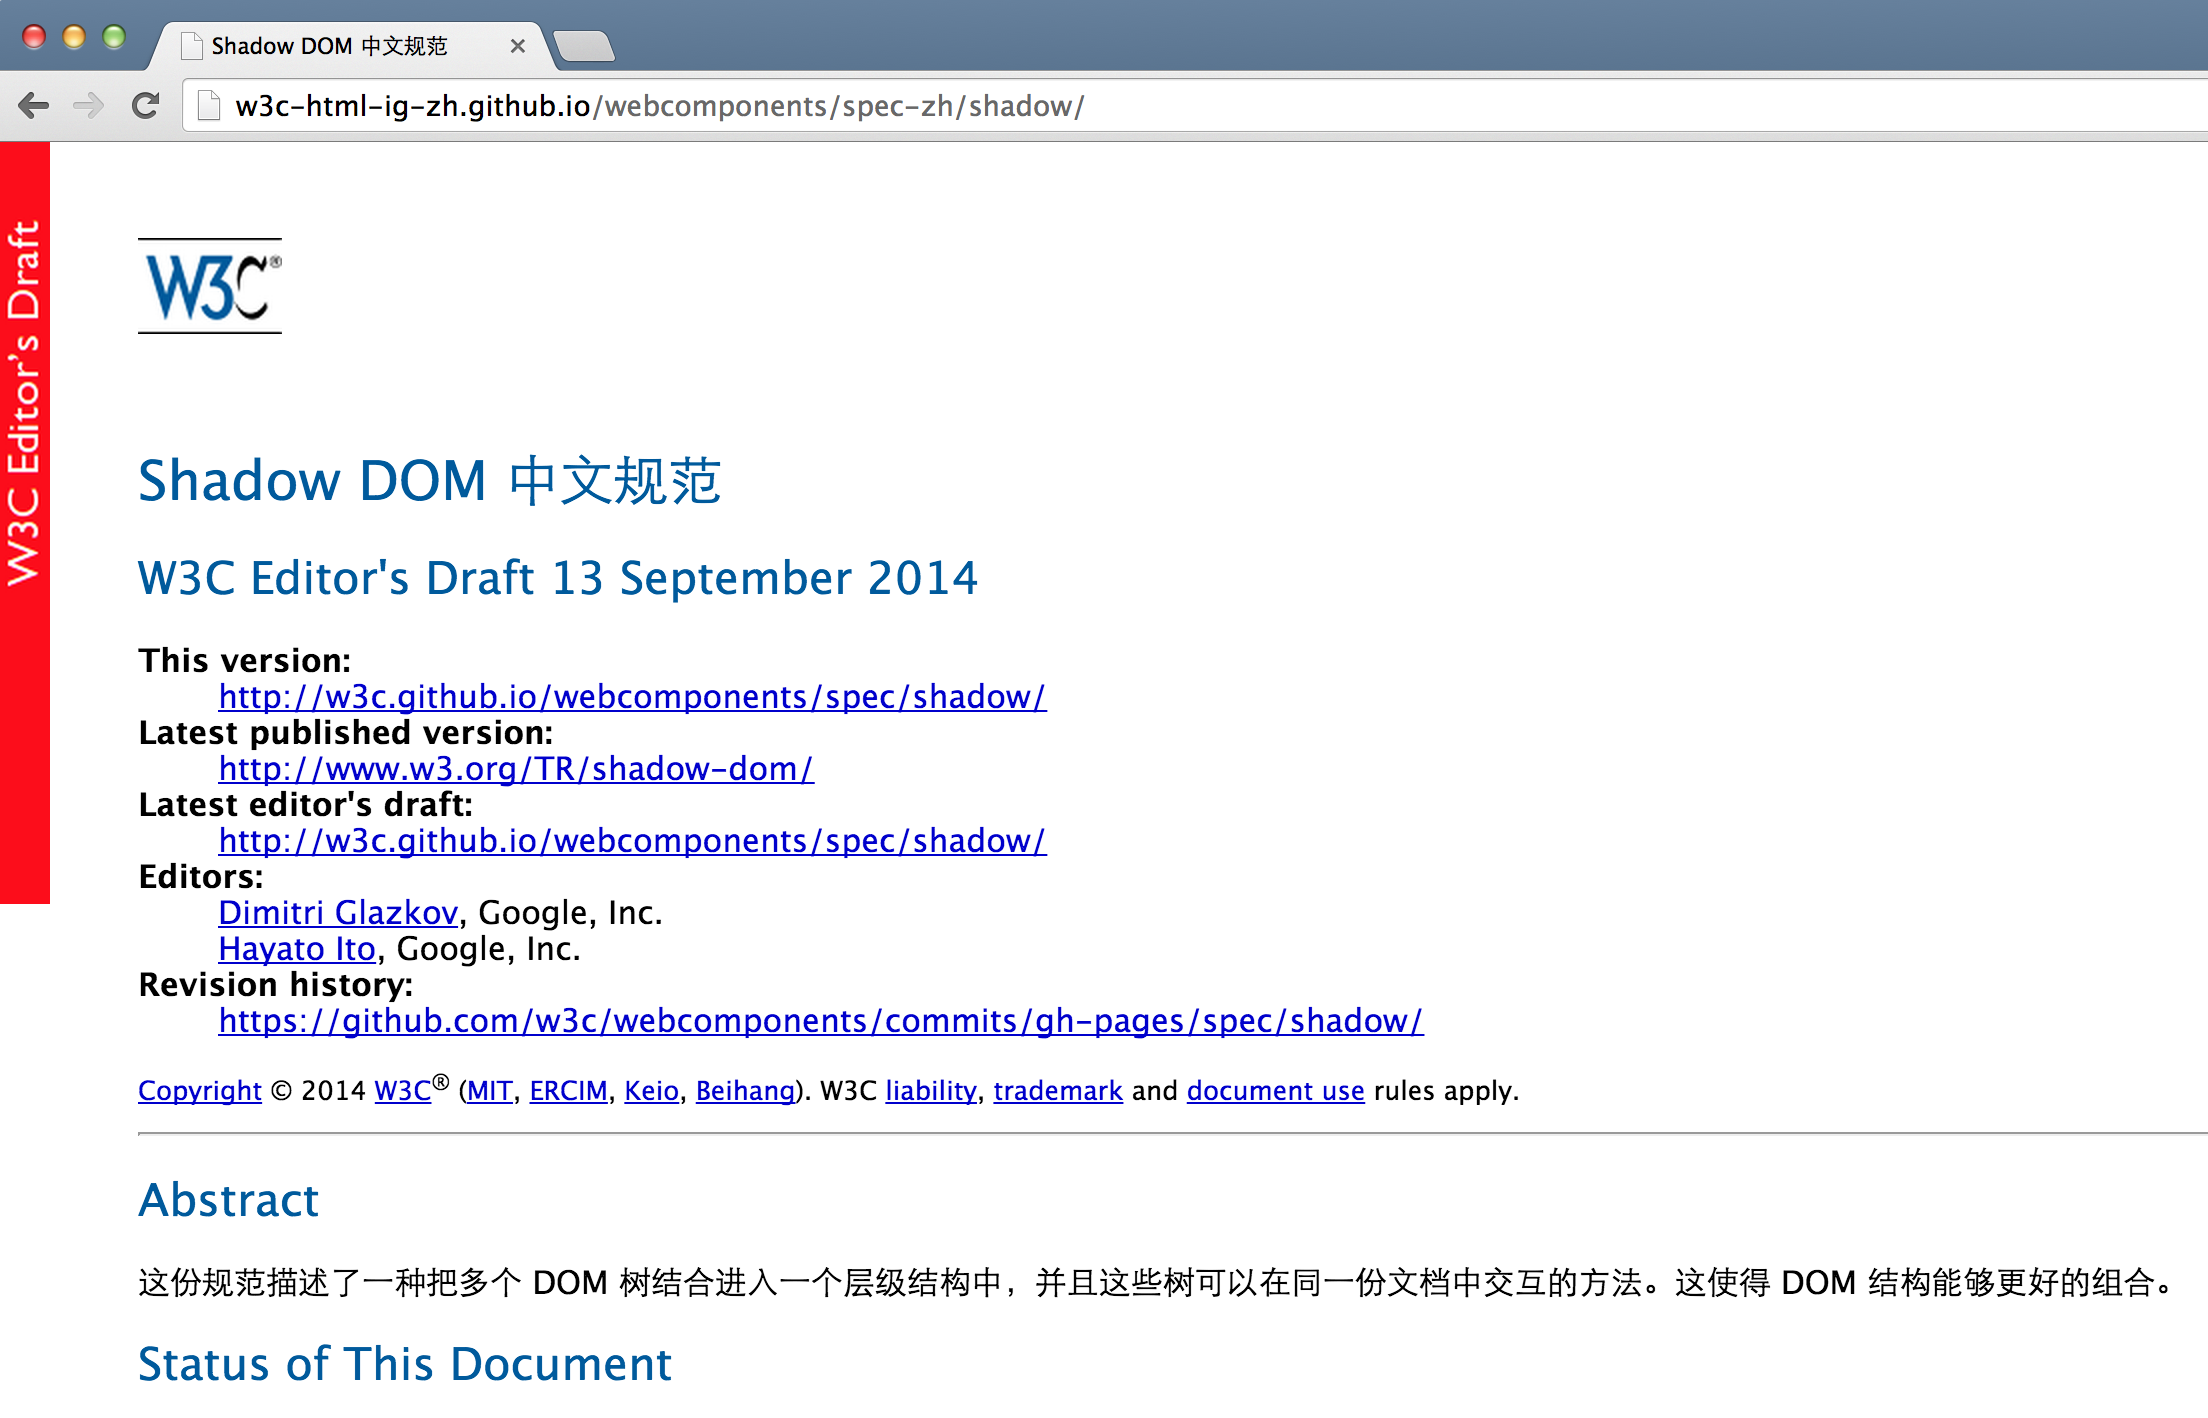 Shadow DOM 中文规范
w3c-html-ig-zh.github.io/webcomponents/spec-zh/shadow/
W3C Editor's Draft
W3C®
Shadow DOM 中文规范
W3C Editor's Draft 13 September 2014
This version:
http://w3c.github.io/webcomponents/spec/shadow/
Latest published version:
http://www.w3.org/TR/shadow-dom/
Latest editor's draft:
http://w3c.github.io/webcomponents/spec/shadow/
Editors:
Dimitri Glazkov, Google, Inc.
Hayato Ito, Google, Inc.
Revision history:
https://github.com/w3c/webcomponents/commits/gh-pages/spec/shadow/
Copyright © 2014 W3C® (MIT, ERCIM, Keio, Beihang). W3C liability, trademark and document use rules apply.
Abstract
这份规范描述了一种把多个 DOM 树结合进入一个层级结构中，并且这些树可以在同一份文档中交互的方法。这使得 DOM 结构能够更好的组合。
Status of This Document